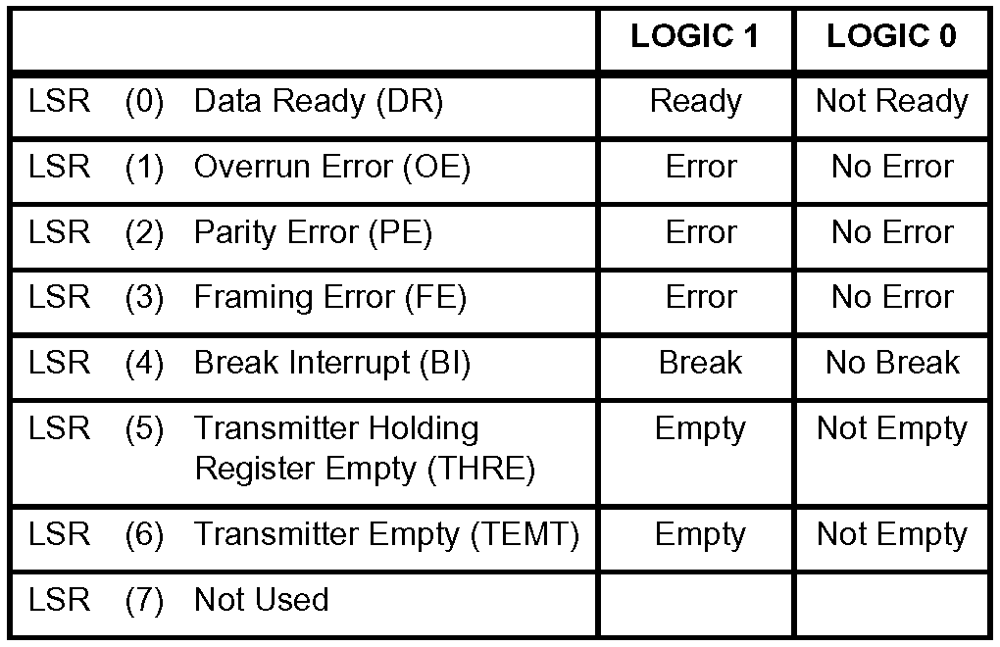 LOGIC 1 LOGIC 0
LSR (0) Data Ready (DR) Ready Not Ready
LSR (1) Overrun Error (OE) Error No Error
LSR (2) Parity Error (PE) Error No Error
LSR (3) Framing Error (FE) Error No Error
LSR (4) Break Interrupt (BI) Break No Break
LSR (5) Transmitter Holding Empty Not Empty
Register Empty (THRE)
LSR (6) Transmitter Empty (TEMT) Empty Not Empty
LSR (7) Not Used